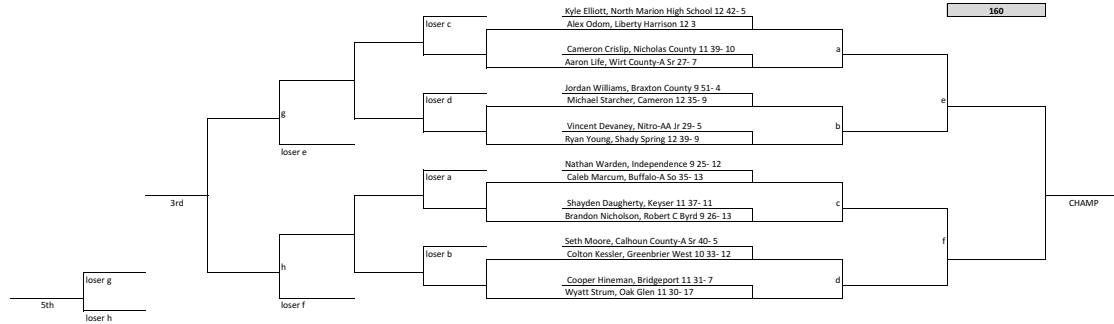 Kyle Elliott, North Marion High School 12 42- 5
160
loser c
Alex Odom, Liberty Harrison 12 3
Cameron Crislip, Nicholas County 11 39- 10
a
Aaron Life, Wirt County-A Sr 27- 7
Jordan Williams, Braxton County 9 51- 4
loser d
Michael Starcher, Cameron 12 35- 9
e
g
Vincent Devaney, Nitro-AA Jr 29- 5
b
Ryan Young, Shady Spring 12 39- 9
loser e
Nathan Warden, Independence 9 25- 12
loser a
Caleb Marcum, Buffalo-A So 35- 13
3rd
Shayden Daugherty, Keyser 11 37- 11
c
CHAMP
Brandon Nicholson, Robert C Byrd 9 26- 13
Seth Moore, Calhoun County-A Sr 40- 5
f
loser b
Colton Kessler, Greenbrier West 10 33- 12
h
loser g
Cooper Hineman, Bridgeport 11 31- 7
d
Wyatt Strum, Oak Glen 11 30- 17
5th
loser f
loser h